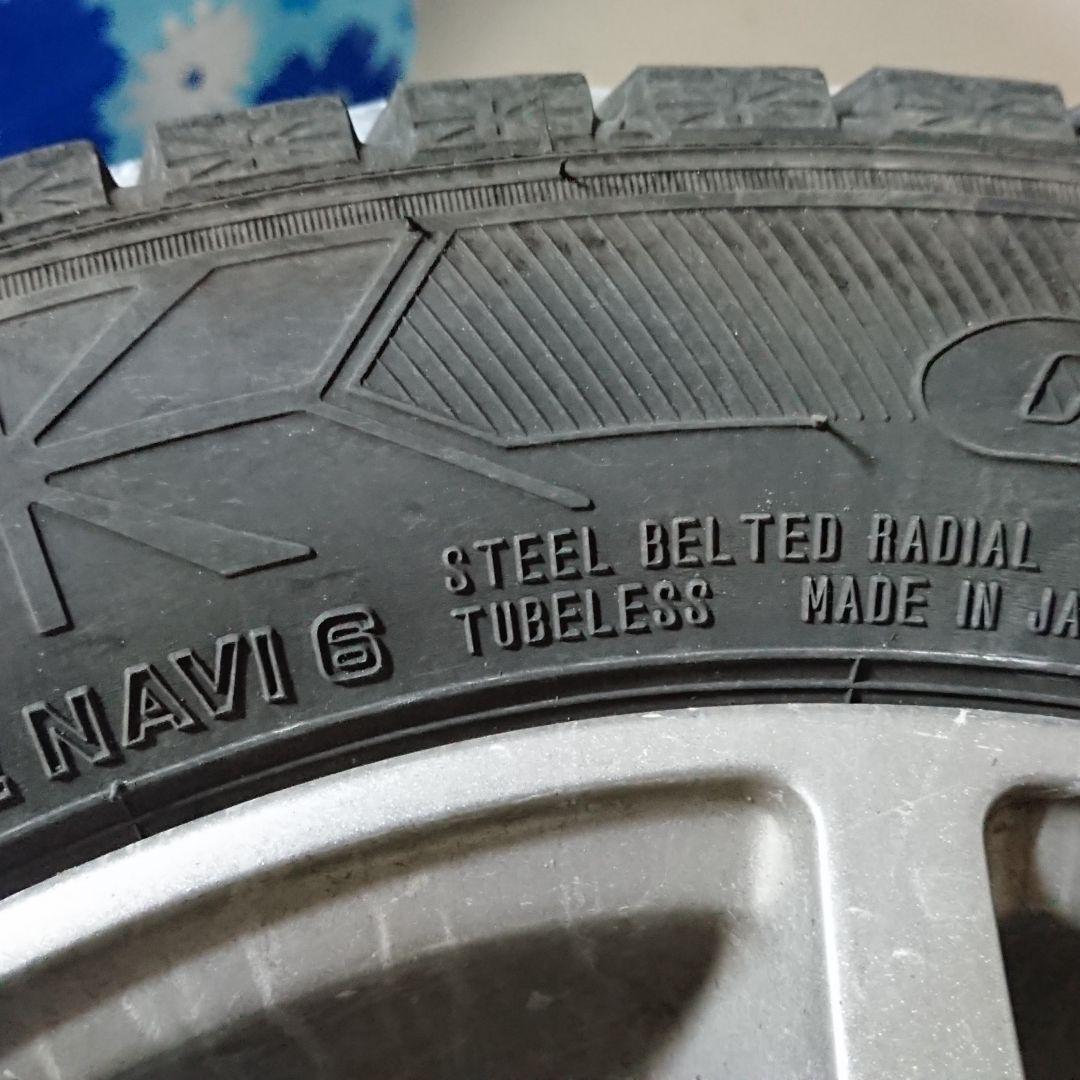 STEEL BELTED RADIAL
TUBELESS MADE IN JA
NAVI 6